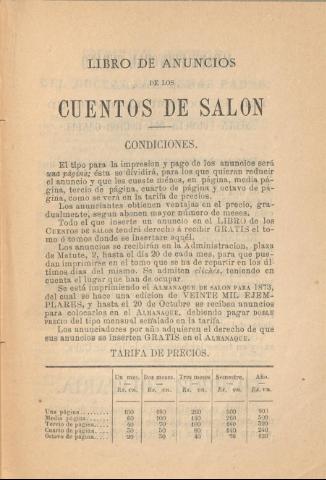 LIBRO DE ANUNCIOS
DE LOS
CUENTOS DE SALON
CONDICIONES.
El tipo para la impresion y pago de los anuncios será
una página; ésta se dividirá, para los que quieran reducir
el anuncio y que les cueste ménos, en página, media pá-
gina, tercio de página, cuarto de página y octavo de pá-
gina, como se verá en la tarifa de precios.
Los anunciantes obtienen ventajas en el precio, gra-
dualmente, segun abonen mayor número de meses.
Todo el que inserte un anuncio en el LIBRO de los
CUENTOS DE SALON tendrá derecho á recibir GRATIS el to-
mo ó tomos donde se insertare aquél.
Los anuncios se recibirán en la Administracion, plaza
de Matute, 2, hasta el dia 20 de cada mes, para que pue-
dan imprimirse en el tomo que se ha de repartir en los úl-
timos dias del mismo. Se admiten clichés, teniendo en
cuenta el lugar que han de ocupar.
Se está imprimiendo el ALMANAQUE DE SALON PARA 1873,
del cual se hace una edicion de VEINTE MIL EJEM-
PLARES, y hasta el 20 de Octubre se reciben anuncios
para colocarlos en el ALMANAQUE, debiendo pagar DOBLE
PRECIO del tipo mensual señalado en la tarifa.
Los anunciadores por año adquieren el derecho de que
sus anuncios se inserten GRATIS en el ALMANAQUE.
TARIFA DE PRECIOS.
Un mes. Dos meses. Tres meses Semestre. Año.
Rs. vn. Rs. vn. Rs. vn. Rs. vn. Rs. vn.
Una página
Media página
Tercio de página
Cuarto de página
Octavo de página